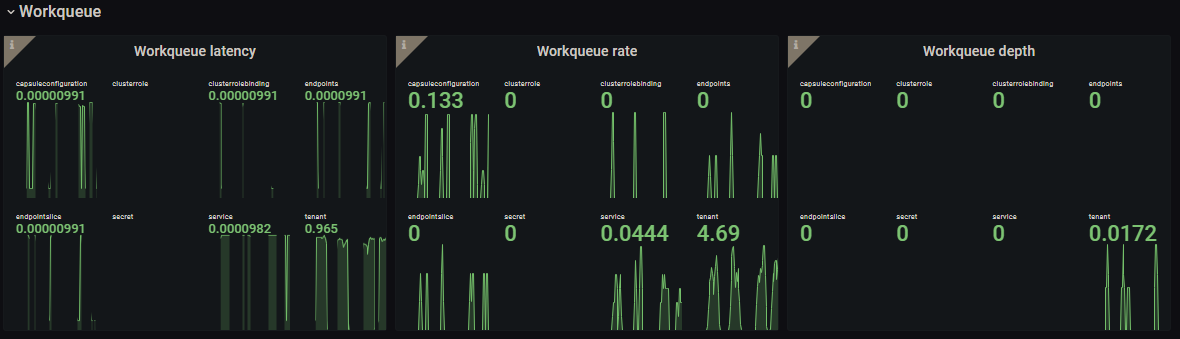 Workqueue
Workqueue latency
capsuleconfiguration clusterrole clusterrolebinding endpoints
0.00000991 0.00000991 0.00000991
endpointslice secret service tenant
0.00000991 0.0000982 0.965
Workqueue rate
capsuleconfiguration clusterrole clusterrolebinding endpoints
0.133 0 0 0
endpointslice secret service tenant
0 0 0.0444 4.69
Workqueue depth
capsuleconfiguration clusterrole clusterrolebinding endpoints
0 0 0 0
endpointslice secret service tenant
0 0 0 0.0172